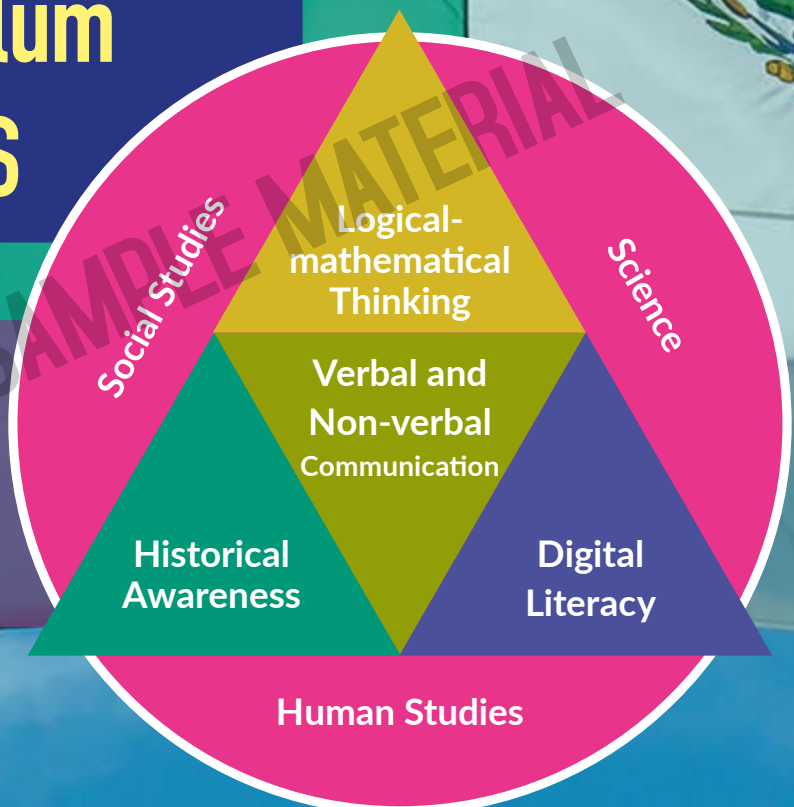 lum
S
SAMPLE MATERIAL
Social Studies
Science
Logical-
mathematical
Thinking
Verbal and
Non-verbal
Communication
Historical
Awareness
Digital
Literacy
Human Studies